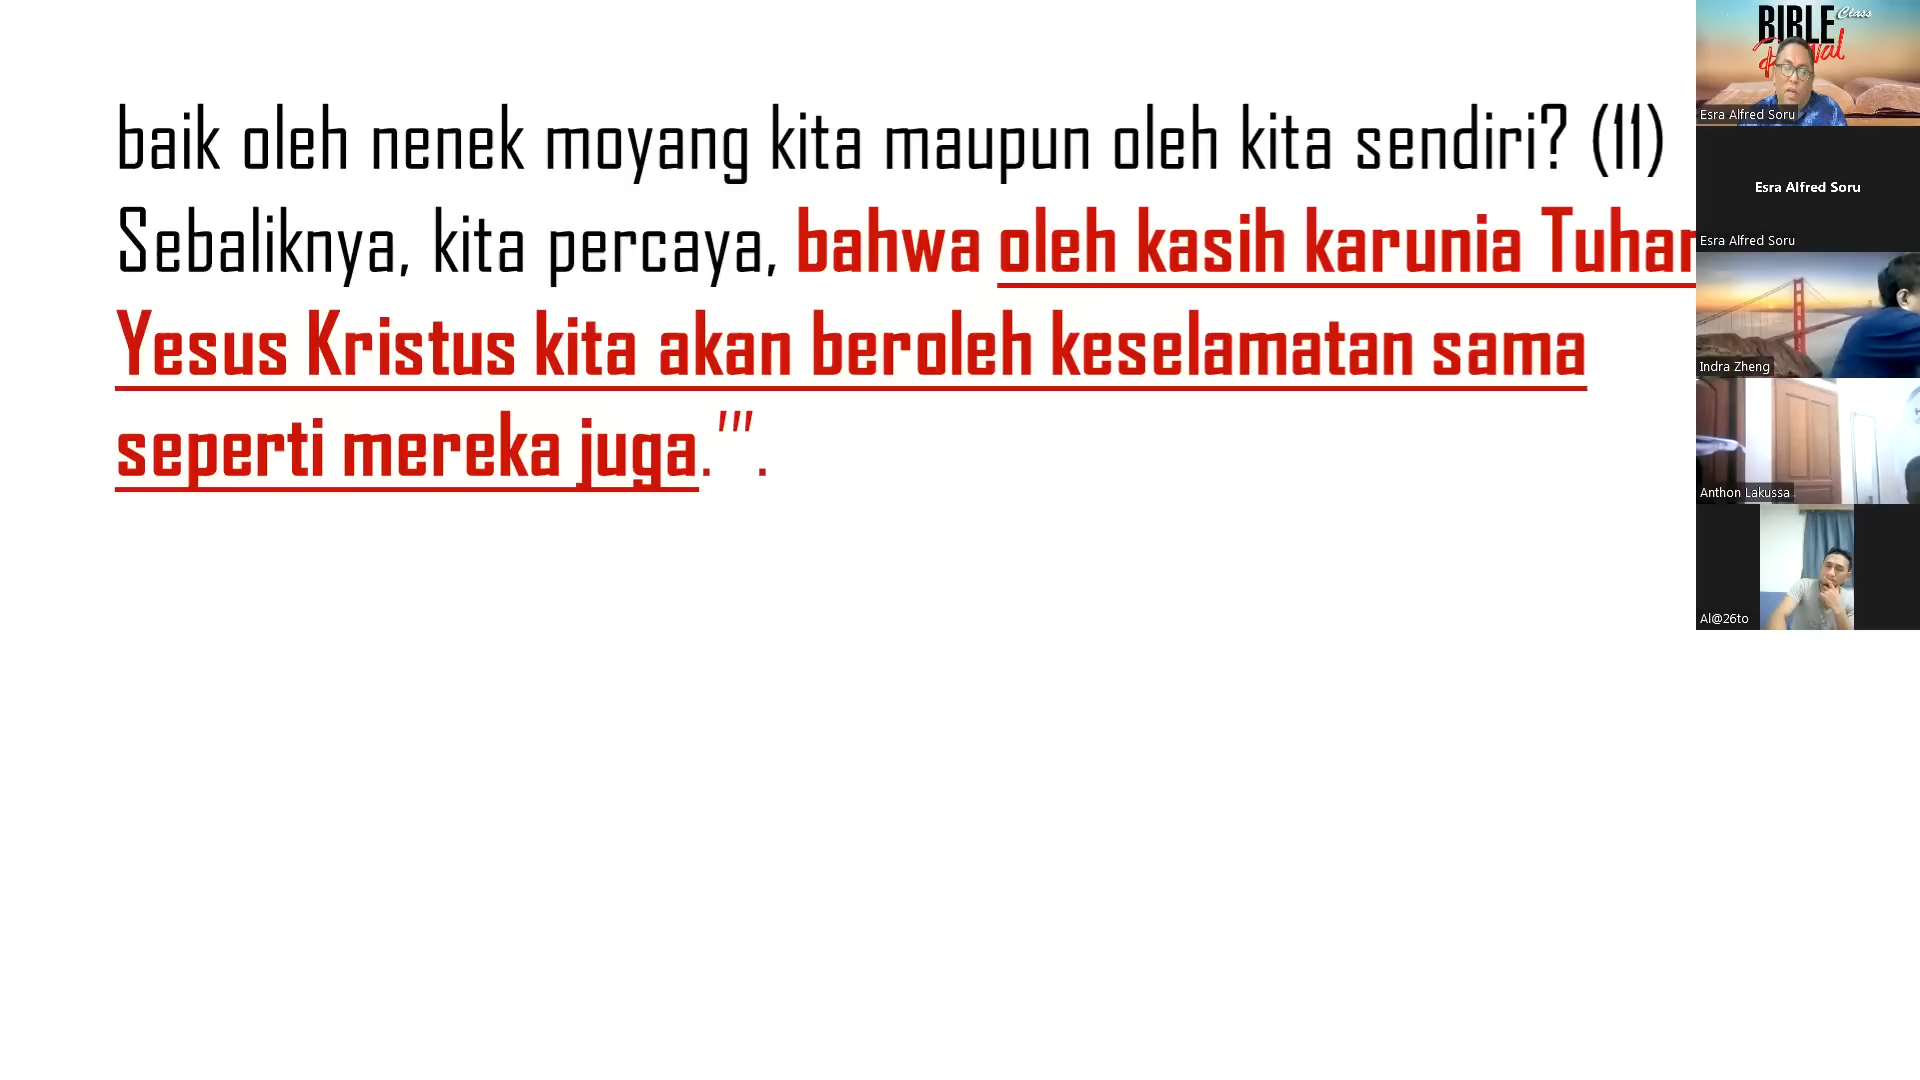 baik oleh nenek moyang kita maupun oleh kita sendiri? (11)
Sebaliknya, kita percaya, bahwa oleh kasih karunia Tuhan
Yesus Kristus kita akan beroleh keselamatan sama
seperti mereka juga.'".
BIBLE Class
Esra Alfred Soru
Esra Alfred Soru
Esra Alfred Soru
Indra Zheng
Anthon Lakussa
Al@26to